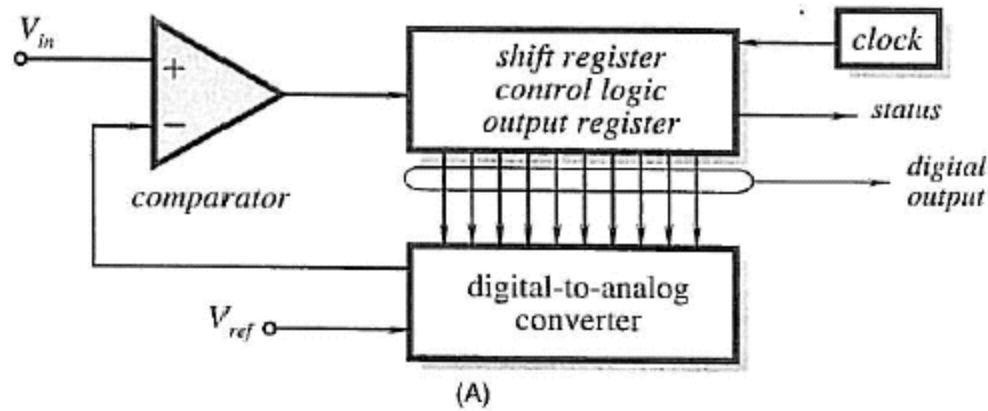 V_in
+
−
comparator
shift register
control logic
output register
clock
status
digital
output
digital-to-analog
converter
V_ref
(A)